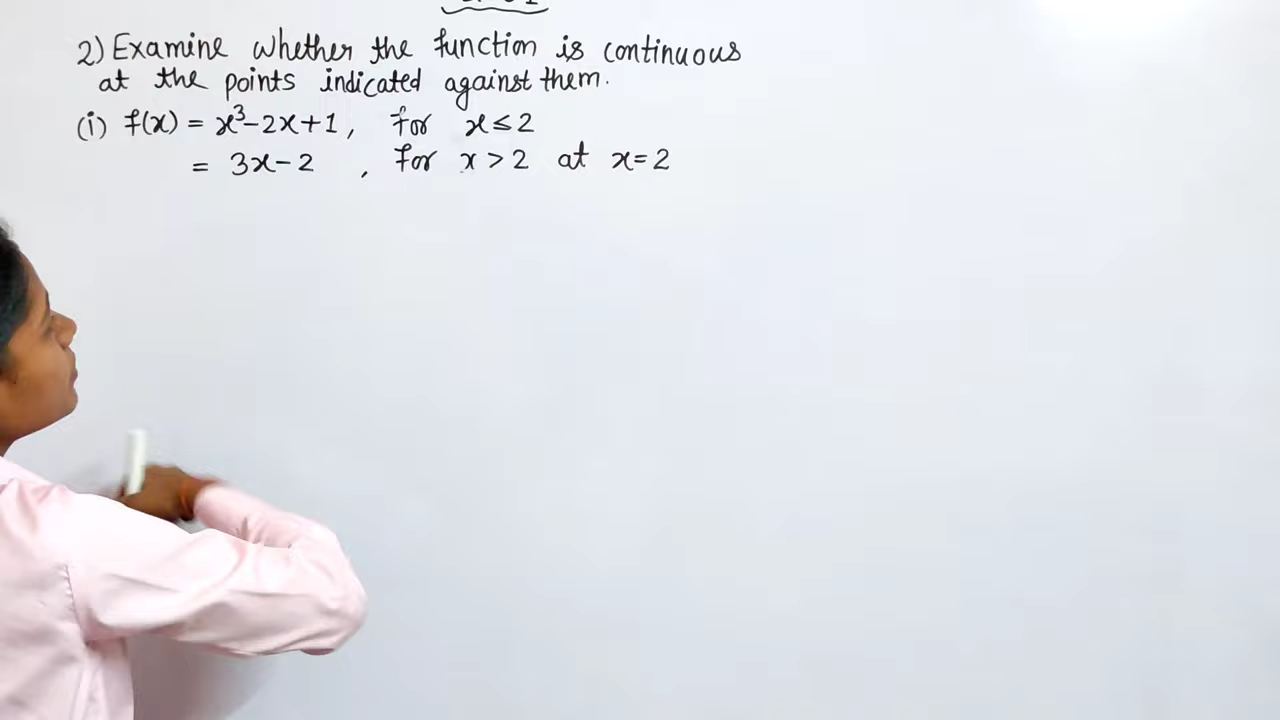 2) Examine whether the function is continuous
at the points indicated against them.
(i) f(x) = x³-2x+1, for x ≤ 2
= 3x-2 , for x > 2 at x = 2